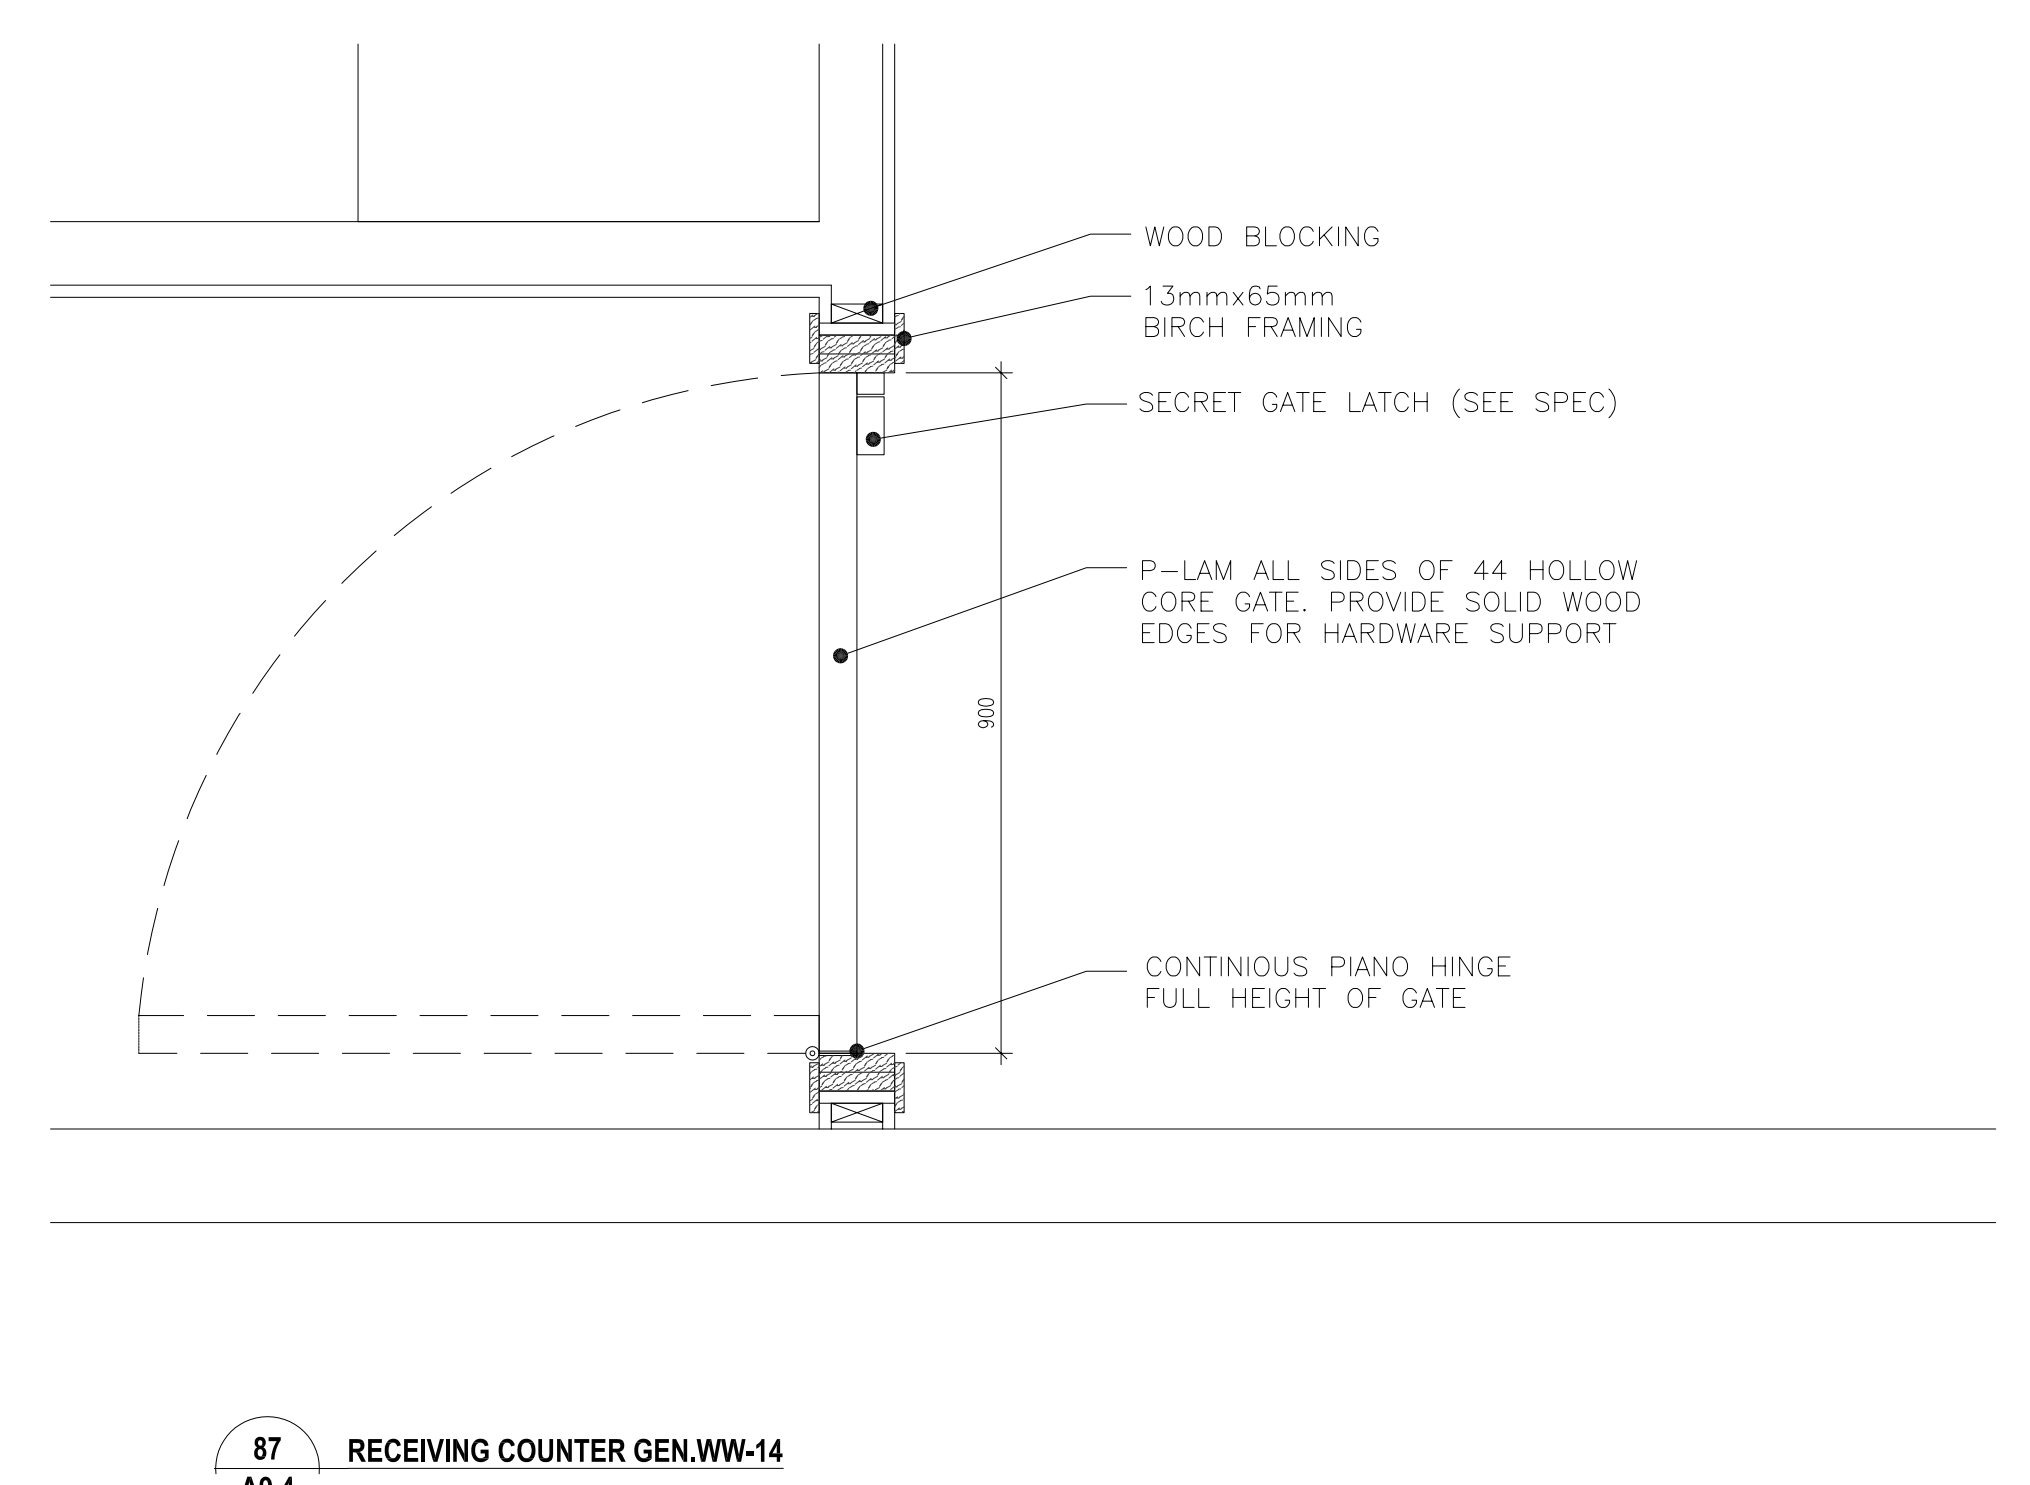 WOOD BLOCKING
13mmx65mm
BIRCH FRAMING
SECRET GATE LATCH (SEE SPEC)
P-LAM ALL SIDES OF 44 HOLLOW
CORE GATE. PROVIDE SOLID WOOD
EDGES FOR HARDWARE SUPPORT
900
CONTINIOUS PIANO HINGE
FULL HEIGHT OF GATE
87
RECEIVING COUNTER GEN.WW-14